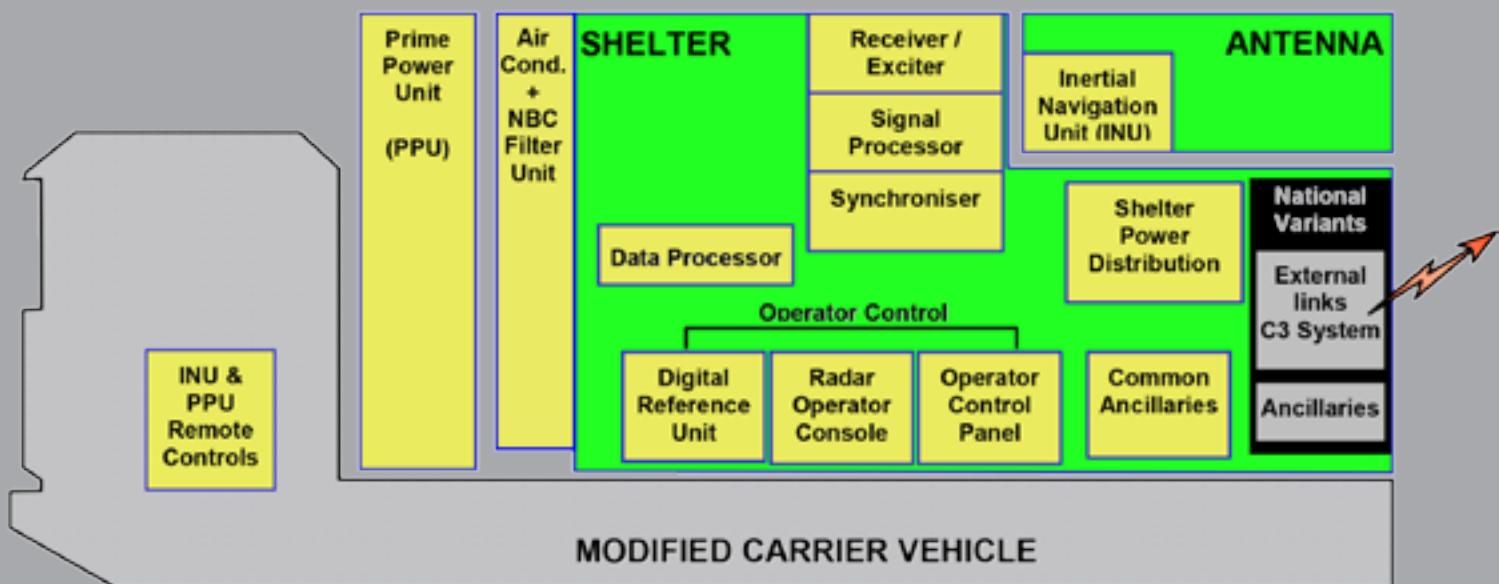 Prime
Power
Unit
(PPU)
Air
Cond.
+
NBC
Filter
Unit
SHELTER
Receiver /
Exciter
Signal
Processor
Synchroniser
ANTENNA
Inertial
Navigation
Unit (INU)
Data Processor
Shelter
Power
Distribution
National
Variants
External
links
C3 System
Ancillaries
Operator Control
Digital
Reference
Unit
Radar
Operator
Console
Operator
Control
Panel
Common
Ancillaries
INU &
PPU
Remote
Controls
MODIFIED CARRIER VEHICLE